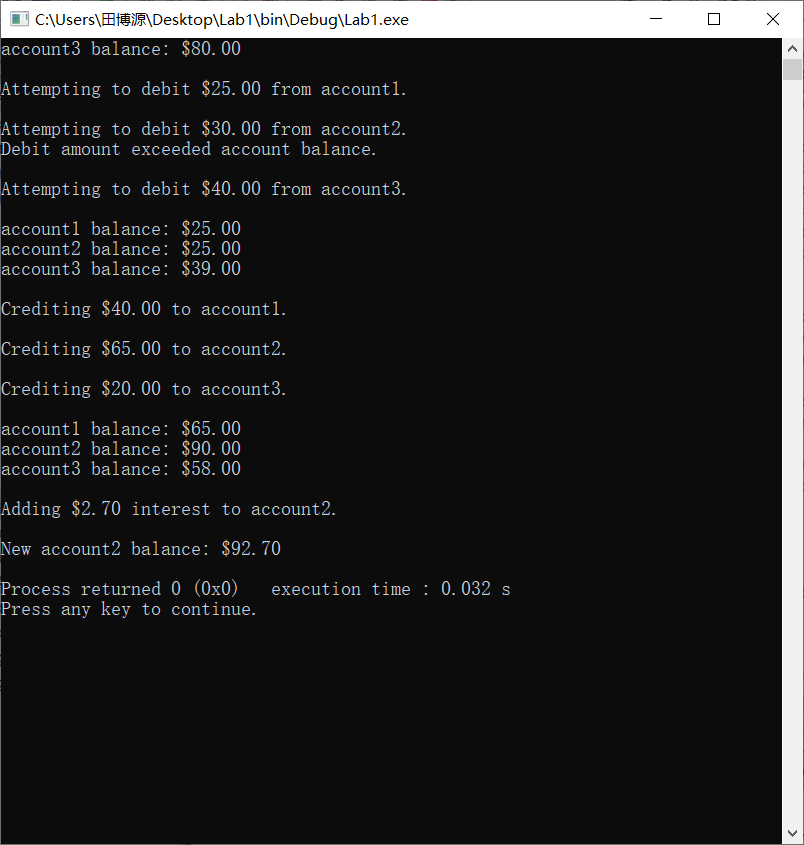 C:\Users\田博源\Desktop\Lab1\bin\Debug\Lab1.exe
account3 balance: $80.00
Attempting to debit $25.00 from account1.
Attempting to debit $30.00 from account2.
Debit amount exceeded account balance.
Attempting to debit $40.00 from account3.
account1 balance: $25.00
account2 balance: $25.00
account3 balance: $39.00
Crediting $40.00 to account1.
Crediting $65.00 to account2.
Crediting $20.00 to account3.
account1 balance: $65.00
account2 balance: $90.00
account3 balance: $58.00
Adding $2.70 interest to account2.
New account2 balance: $92.70
Process returned 0 (0x0)   execution time : 0.032 s
Press any key to continue.